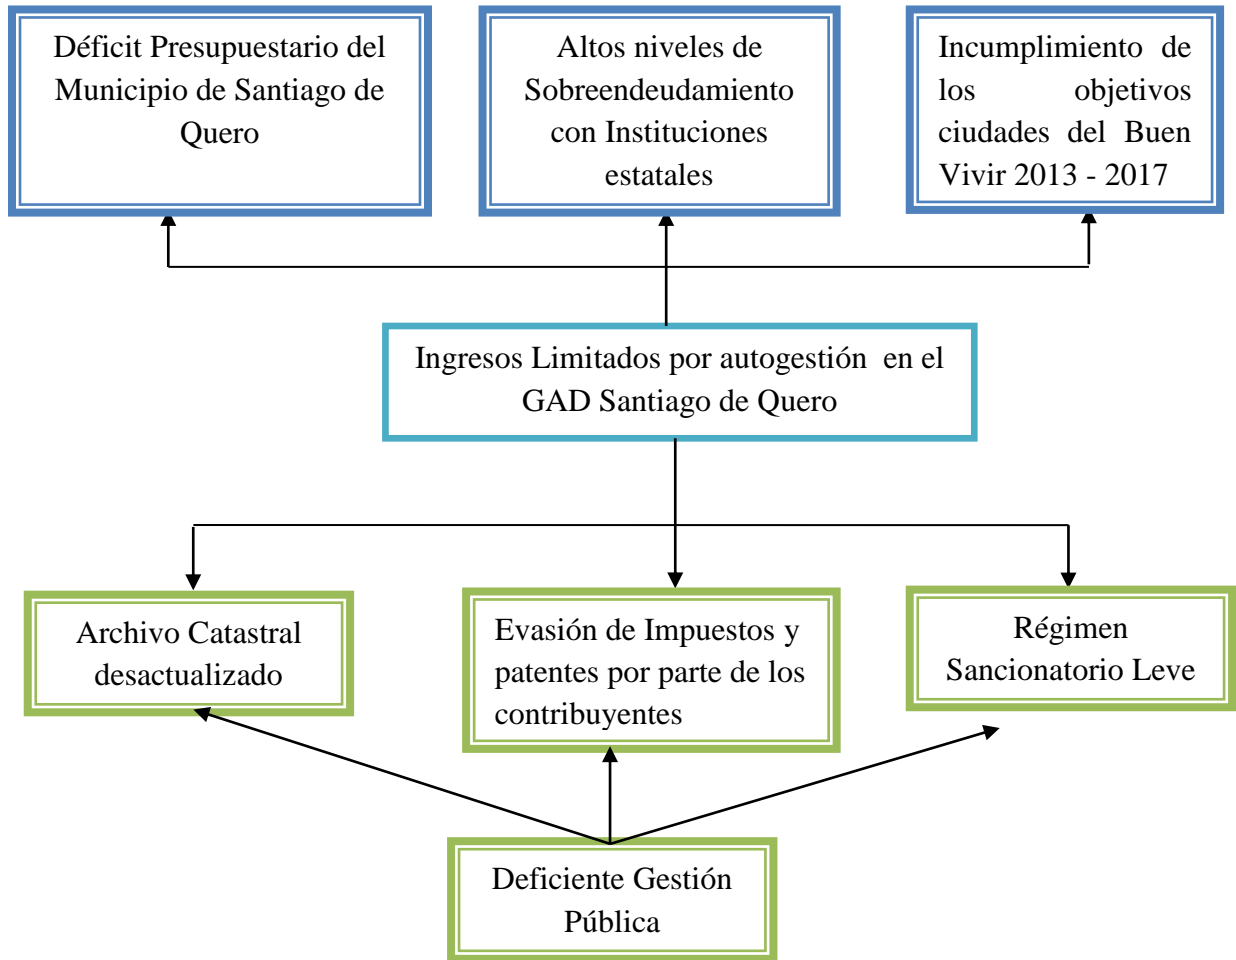 Déficit Presupuestario del
Municipio de Santiago de
Quero
Altos niveles de
Sobreendeudamiento
con Instituciones
estatales
Incumplimiento de
los objetivos
ciudades del Buen
Vivir 2013 - 2017
Ingresos Limitados por autogestión en el
GAD Santiago de Quero
Archivo Catastral
desactualizado
Evasión de Impuestos y
patentes por parte de los
contribuyentes
Régimen
Sancionatorio Leve
Deficiente Gestión
Pública